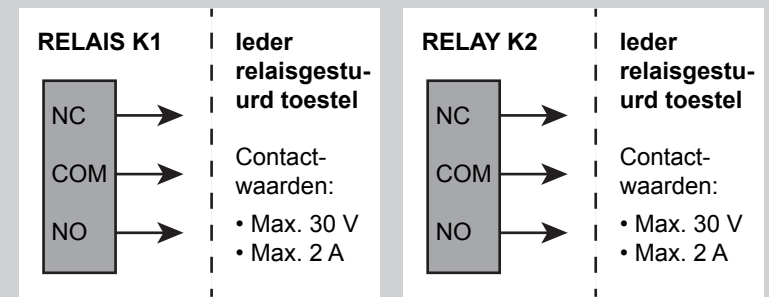 RELAIS K1
NC
COM
NO
Ieder
relaisgestu-
urd toestel
Contact-
waarden:
• Max. 30 V
• Max. 2 A
RELAY K2
NC
COM
NO
Ieder
relaisgestu-
urd toestel
Contact-
waarden:
• Max. 30 V
• Max. 2 A